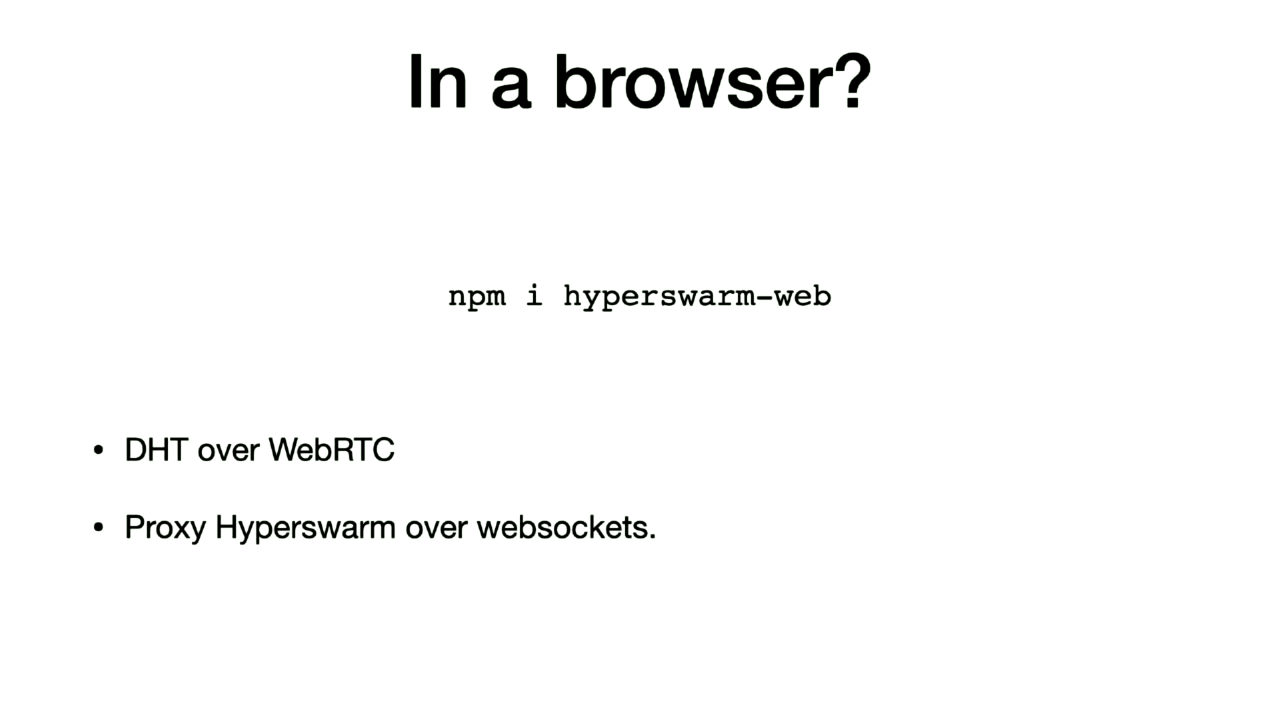 In a browser?
npm i hyperswarm-web
• DHT over WebRTC
• Proxy Hyperswarm over websockets.